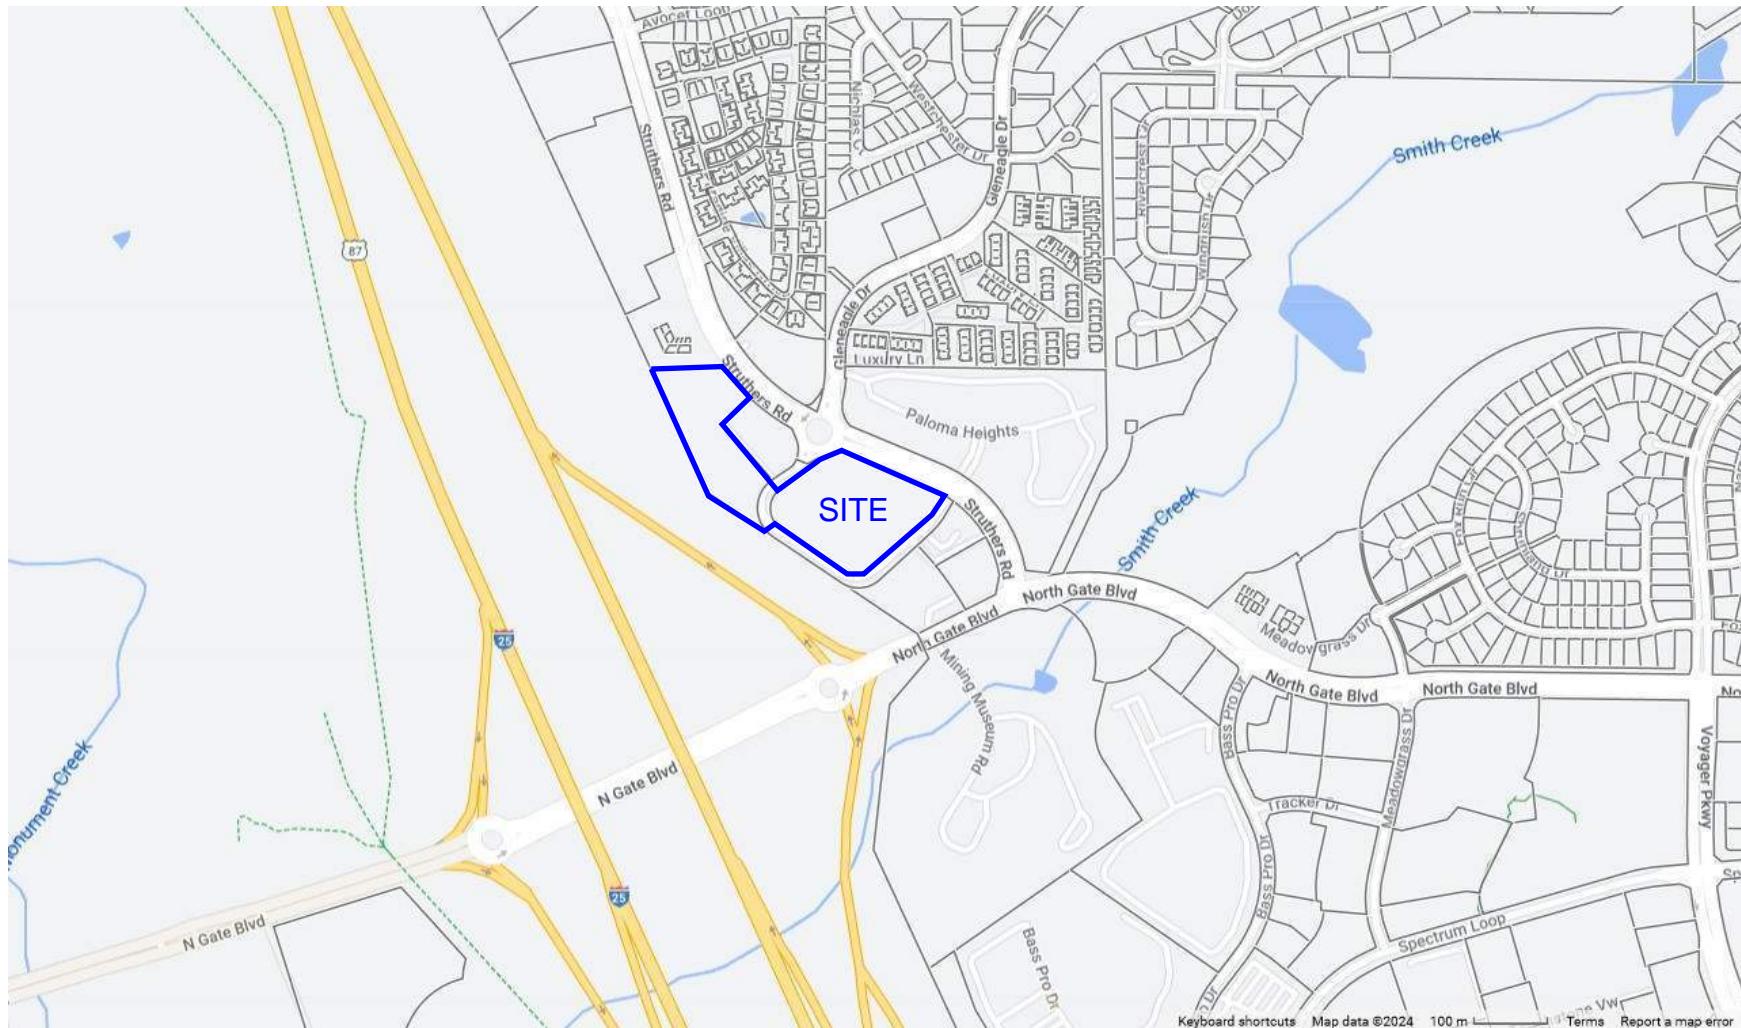 Avocet Loop
Westchester Dr
Gleneagle Dr
Rivercrest Dr
Windrush Dr
Smith Creek
Struthers Rd
87
Gleneagle Dr
Luxury Ln
Struthers Rd
Paloma Heights
SITE
Struthers Rd
Smith Creek
North Gate Blvd
North Gate Blvd
25
Meadowgrass Dr
Mining Museum Rd
North Gate Blvd
North Gate Blvd
No
Bass Pro Dr
Meadowgrass Dr
Voyager Pkwy
Tracker Dr
N Gate Blvd
Bass Pro Dr
25
N Gate Blvd
Spectrum Loop
Bass Pro Dr
Keyboard shortcuts Map data ©2024 100 m Terms Report a map error